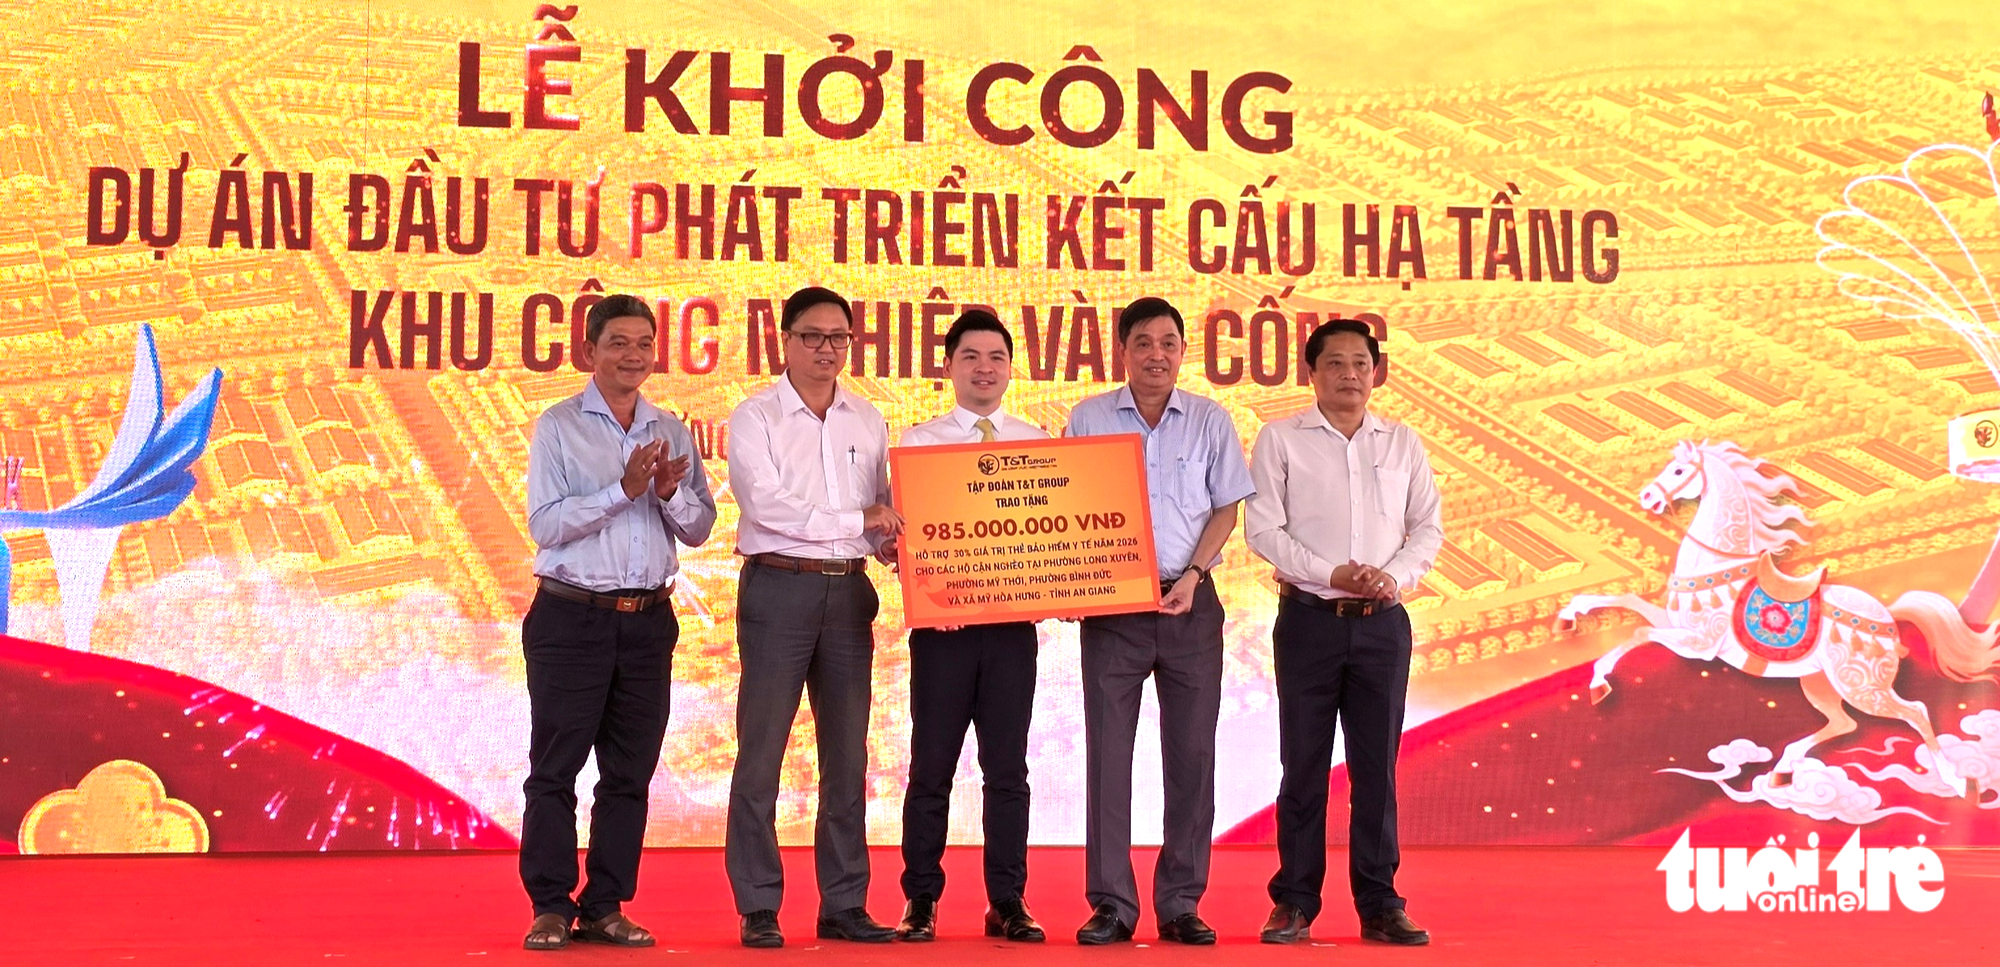 LỄ KHỞI CÔNG
DỰ ÁN ĐẦU TƯ PHÁT TRIỂN KẾT CẤU HẠ TẦNG
KHU CÔNG NGHIỆP VÀM CỐNG
T&T GROUP
TẬP ĐOÀN T&T GROUP
TRAO TẶNG
985.000.000 VNĐ
HỖ TRỢ 30% GIÁ TRỊ THẺ BẢO HIỂM Y TẾ NĂM 2026
CHO CÁC HỘ CẬN NGHÈO TẠI PHƯỜNG LONG XUYÊN,
PHƯỜNG MỸ THỚI, PHƯỜNG BÌNH ĐỨC
VÀ XÃ MỸ HÒA HƯNG - TỈNH AN GIANG
tuổi trẻ
online